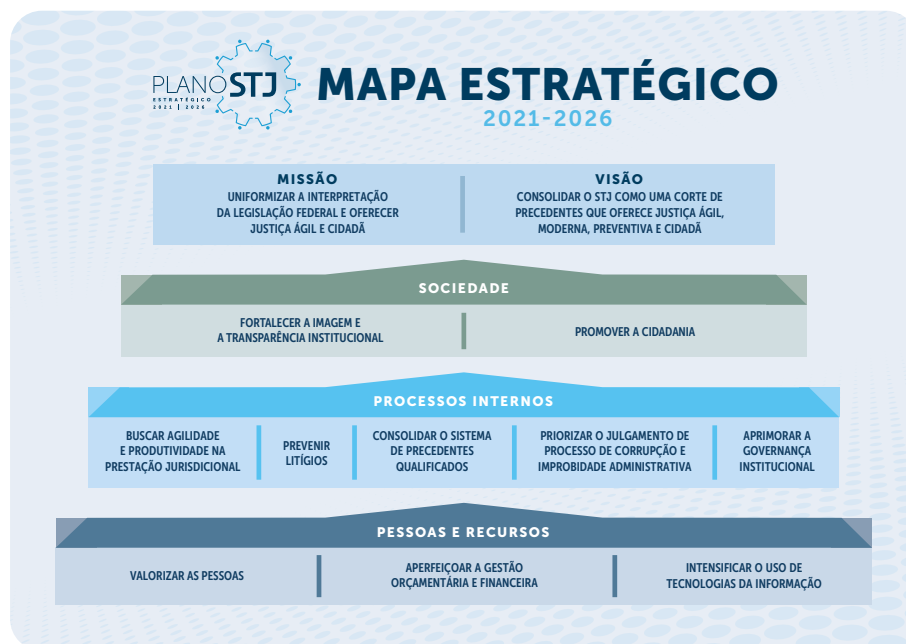 PLANOSTJ
ESTRATÉGICO
2021 | 2026
MAPA ESTRATÉGICO
2021-2026
MISSÃO
UNIFORMIZAR A INTERPRETAÇÃO
DA LEGISLAÇÃO FEDERAL E OFERECER
JUSTIÇA ÁGIL E CIDADÃ
VISÃO
CONSOLIDAR O STJ COMO UMA CORTE DE
PRECEDENTES QUE OFERECE JUSTIÇA ÁGIL,
MODERNA, PREVENTIVA E CIDADÃ
SOCIEDADE
FORTALECER A IMAGEM E
A TRANSPARÊNCIA INSTITUCIONAL
PROMOVER A CIDADANIA
PROCESSOS INTERNOS
BUSCAR AGILIDADE
E PRODUTIVIDADE NA
PRESTAÇÃO JURISDICIONAL
PREVENIR
LITÍGIOS
CONSOLIDAR O SISTEMA
DE PRECEDENTES
QUALIFICADOS
PRIORIZAR O JULGAMENTO DE
PROCESSO DE CORRUPÇÃO E
IMPROBIDADE ADMINISTRATIVA
APRIMORAR A
GOVERNANÇA
INSTITUCIONAL
PESSOAS E RECURSOS
VALORIZAR AS PESSOAS
APERFEIÇOAR A GESTÃO
ORÇAMENTÁRIA E FINANCEIRA
INTENSIFICAR O USO DE
TECNOLOGIAS DA INFORMAÇÃO